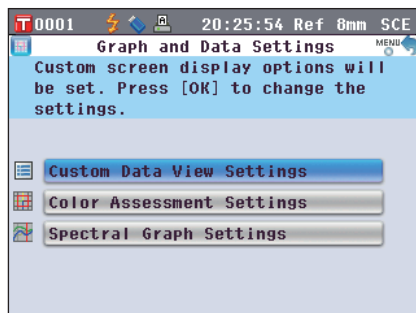 T 0001 A 20:25:54 Ref 8mm SCE
Graph and Data Settings MENU
Custom screen display options will
be set. Press [OK] to change the
settings.
Custom Data View Settings
Color Assessment Settings
Spectral Graph Settings